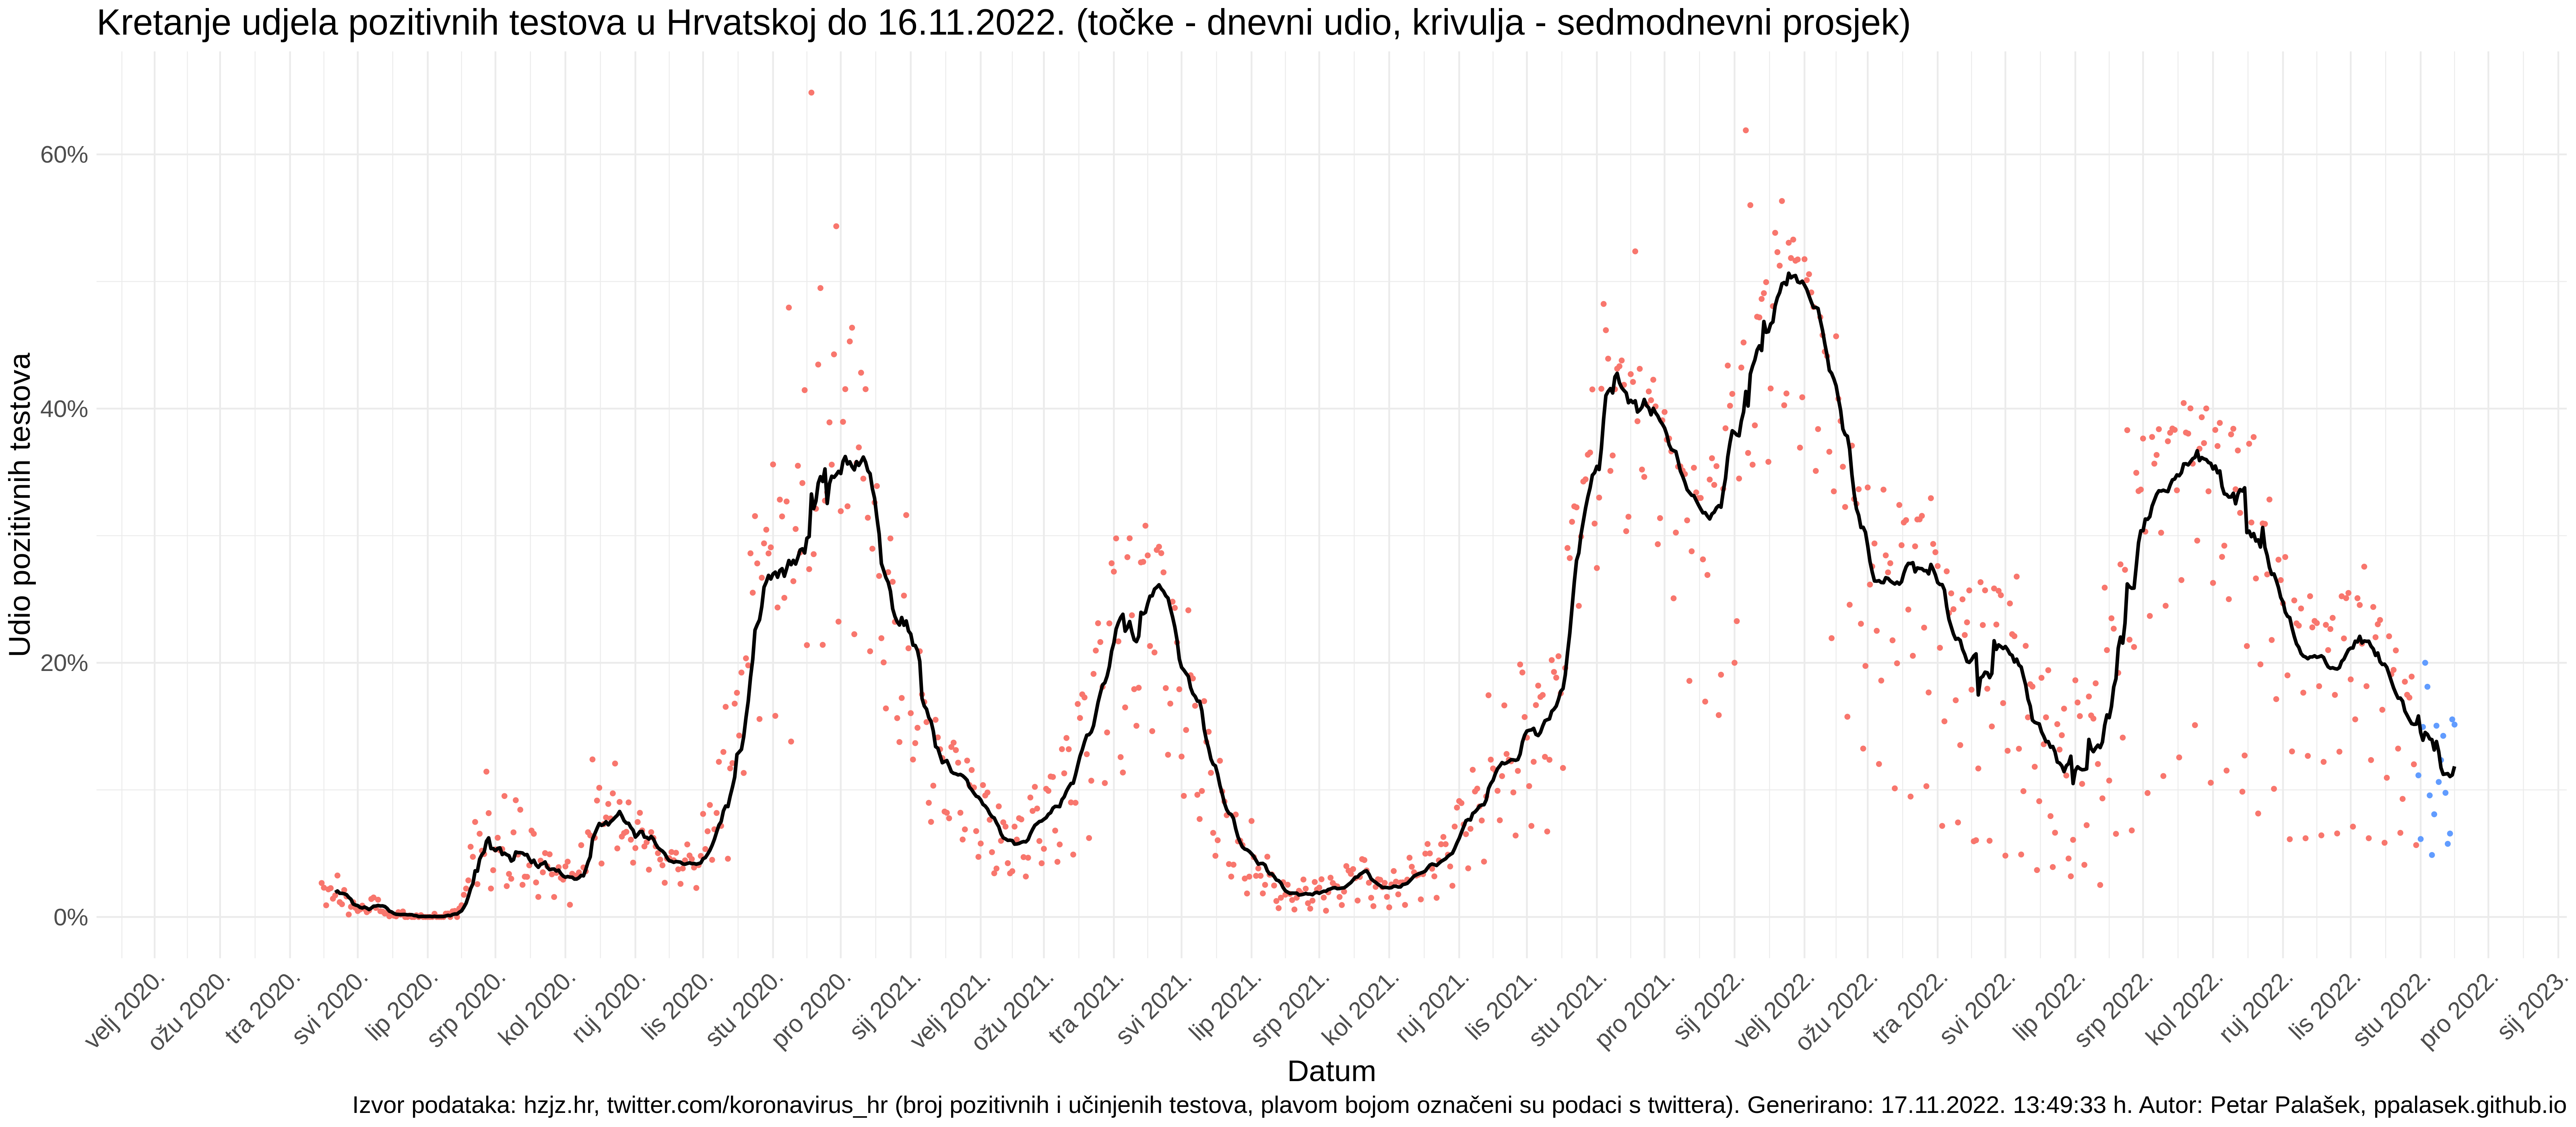 Kretanje udjela pozitivnih testova u Hrvatskoj do 16.11.2022. (točke - dnevni udio, krivulja - sedmodnevni prosjek)
Udio pozitivnih testova
60%
40%
20%
0%
velj 2020.
ožu 2020.
tra 2020.
svi 2020.
lip 2020.
srp 2020.
kol 2020.
ruj 2020.
lis 2020.
stu 2020.
pro 2020.
sij 2021.
velj 2021.
ožu 2021.
tra 2021.
svi 2021.
lip 2021.
srp 2021.
kol 2021.
ruj 2021.
lis 2021.
stu 2021.
pro 2021.
sij 2022.
velj 2022.
ožu 2022.
tra 2022.
svi 2022.
lip 2022.
srp 2022.
kol 2022.
ruj 2022.
lis 2022.
stu 2022.
pro 2022.
sij 2023.
Datum
Izvor podataka: hzjz.hr, twitter.com/koronavirus_hr (broj pozitivnih i učinjenih testova, plavom bojom označeni su podaci s twittera). Generirano: 17.11.2022. 13:49:33 h. Autor: Petar Palašek, ppalasek.github.io